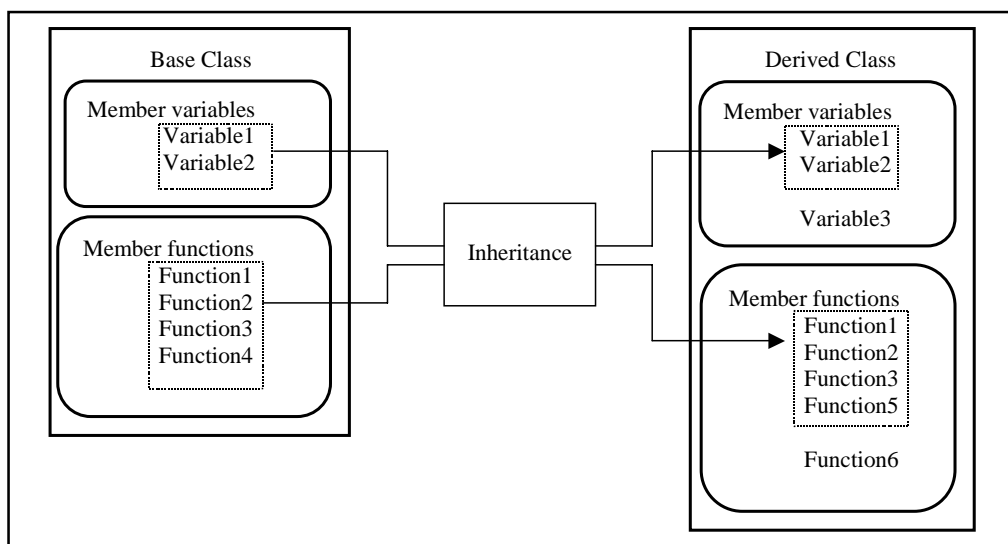 Base Class
Member variables
Variable1
Variable2
Member functions
Function1
Function2
Function3
Function4
Inheritance
Derived Class
Member variables
Variable1
Variable2
Variable3
Member functions
Function1
Function2
Function3
Function5
Function6